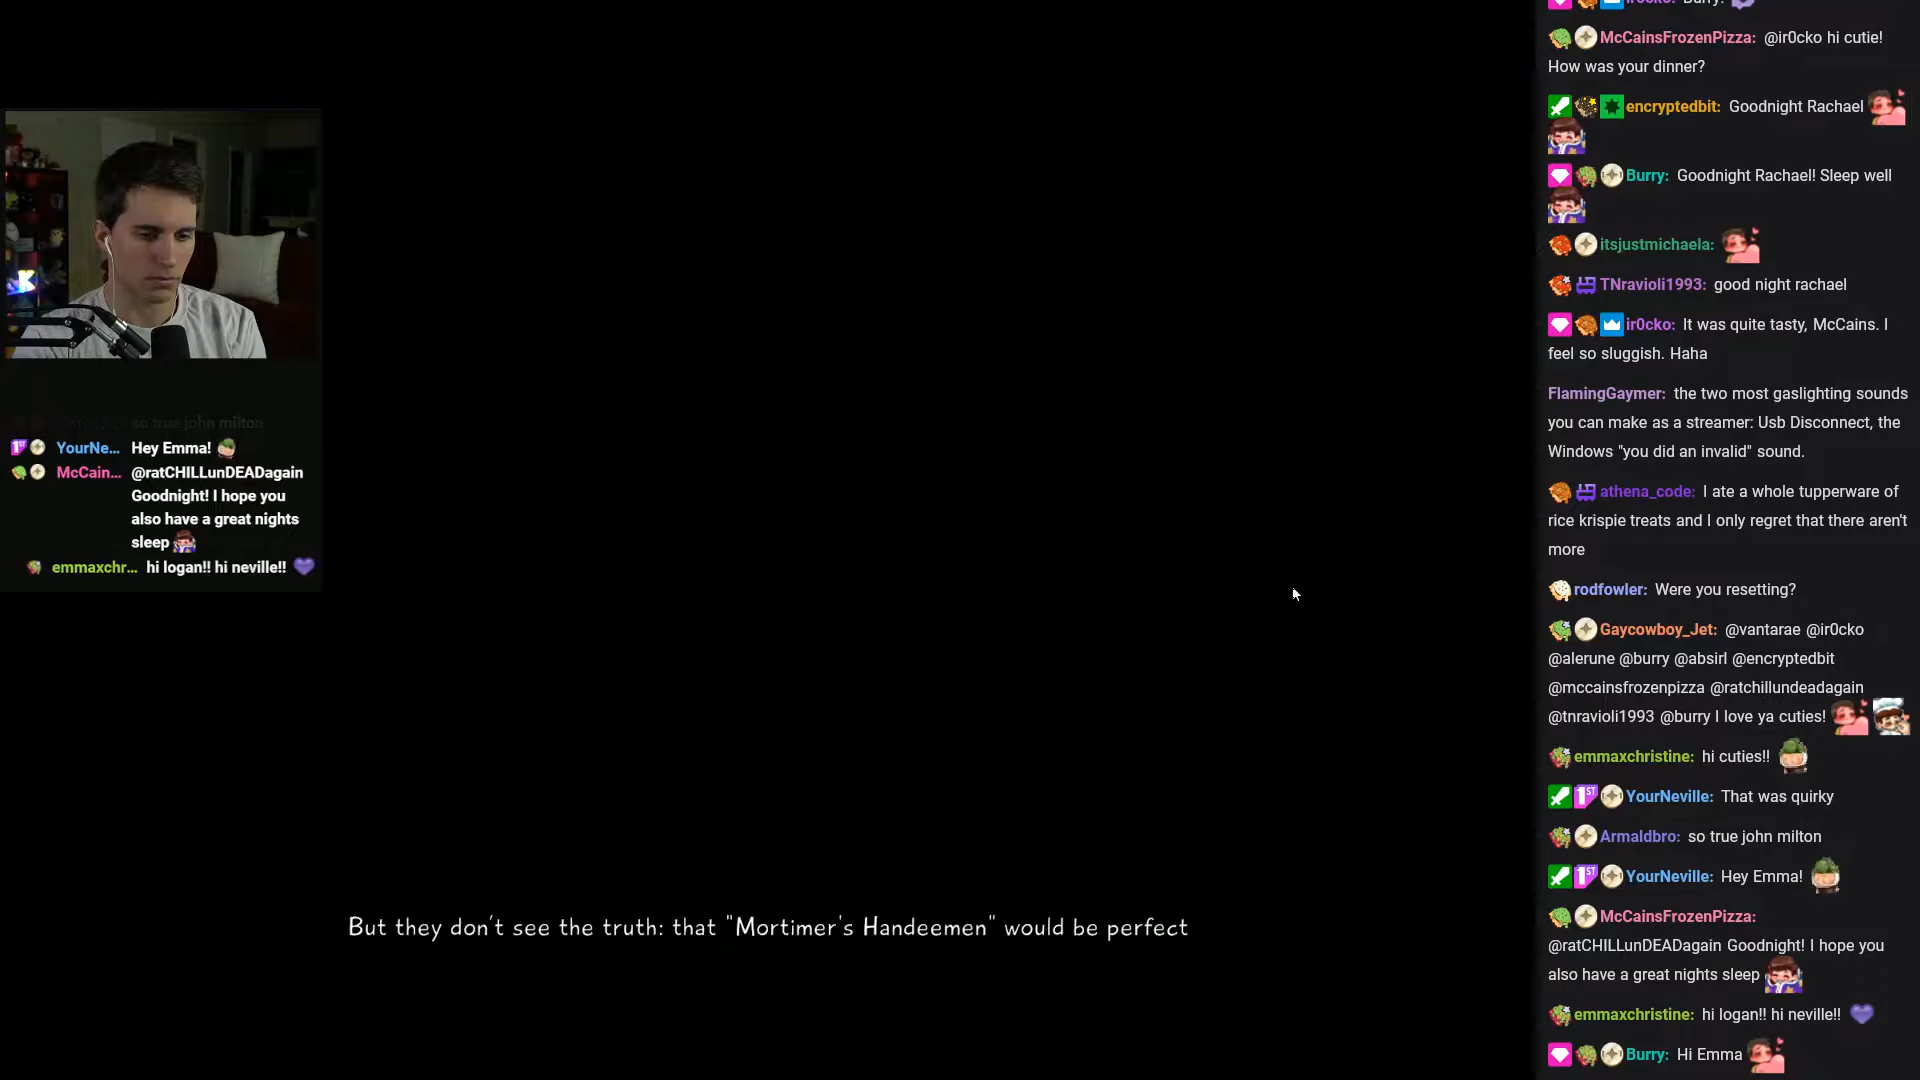 McCainsFrozenPizza: @ir0cko hi cutie!
How was your dinner?
encryptedbit: Goodnight Rachael
Burry: Goodnight Rachael! Sleep well
itsjustmichaela:
TNravioli1993: good night rachael
ir0cko: It was quite tasty, McCains. I
feel so sluggish. Haha
FlamingGaymer: the two most gaslighting sounds
you can make as a streamer: Usb Disconnect, the
Windows "you did an invalid" sound.
athena_code: I ate a whole tupperware of
rice krispie treats and I only regret that there aren't
more
rodfowler: Were you resetting?
Gaycowboy_Jet: @vantarae @ir0cko
@alerune @burry @absirl @encryptedbit
@mccainsfrozenpizza @ratchillundeadagain
@tnravioli1993 @burry I love ya cuties!
emmaxchristine: hi cuties!!
1ST YourNeville: That was quirky
Armaldbro: so true john milton
1ST YourNeville: Hey Emma!
McCainsFrozenPizza:
@ratCHILLunDEADagain Goodnight! I hope you
also have a great nights sleep
emmaxchristine: hi logan!! hi neville!!
Burry: Hi Emma
K
so true john milton
1ST YourNe... Hey Emma!
McCain... @ratCHILLunDEADagain
Goodnight! I hope you
also have a great nights
sleep
emmaxchr... hi logan!! hi neville!!
But they don't see the truth: that "Mortimer's Handeemen" would be perfect